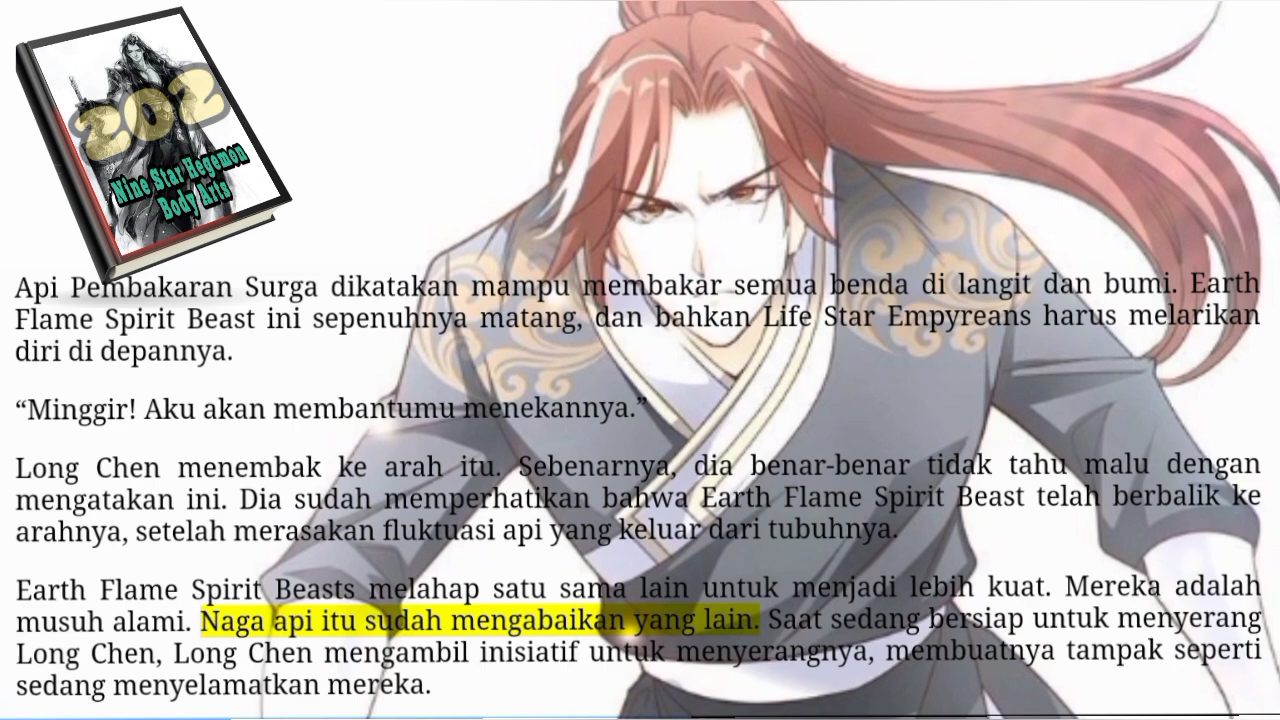 202
Nine Star Hegemon
Body Arts
Api Pembakaran Surga dikatakan mampu membakar semua benda di langit dan bumi. Earth
Flame Spirit Beast ini sepenuhnya matang, dan bahkan Life Star Empyreans harus melarikan
diri di depannya.
“Minggir! Aku akan membantumu menekannya.”
Long Chen menembak ke arah itu. Sebenarnya, dia benar-benar tidak tahu malu dengan
mengatakan ini. Dia sudah memperhatikan bahwa Earth Flame Spirit Beast telah berbalik ke
arahnya, setelah merasakan fluktuasi api yang keluar dari tubuhnya.
Earth Flame Spirit Beasts melahap satu sama lain untuk menjadi lebih kuat. Mereka adalah
musuh alami. Naga api itu sudah mengabaikan yang lain. Saat sedang bersiap untuk menyerang
Long Chen, Long Chen mengambil inisiatif untuk menyerangnya, membuatnya tampak seperti
sedang menyelamatkan mereka.